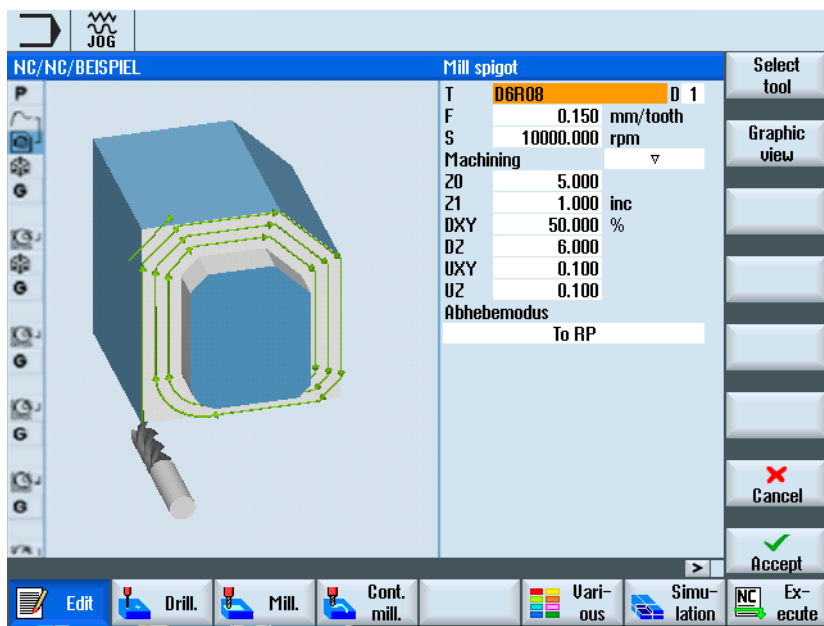 JOG
NC/NC/BEISPIEL
Mill spigot
Select tool
P
T D6R08 D 1
F 0.150 mm/tooth
S 10000.000 rpm
Graphic view
Machining ▽
Z0 5.000
Z1 1.000 inc
DXY 50.000 %
DZ 6.000
UXY 0.100
UZ 0.100
Abhebemodus
To RP
G
G
G
G
G
Cancel
Accept
>
Edit
Drill.
Mill.
Cont. mill.
Vari-
ous
Simu-
lation
NC Ex-
ecute